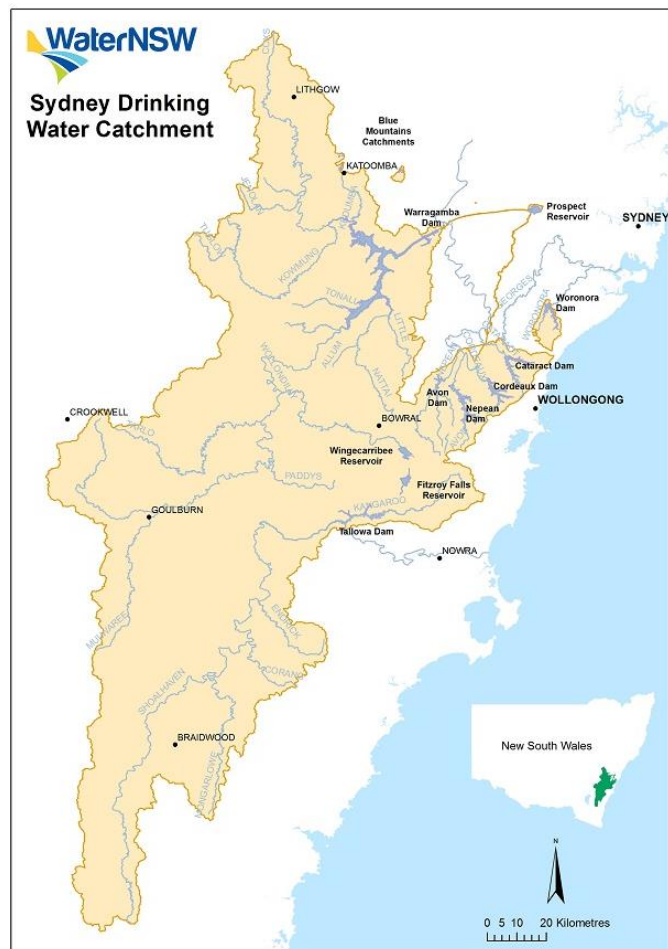 WaterNSW
Sydney Drinking
Water Catchment
COXS
LITHGOW
Blue
Mountains
Catchments
KATOOMBA
Warragamba
Dam
Prospect
Reservoir
SYDNEY
KOWMUNG
TONALLI
LITTLE
GEORGES
WORONORA
Woronora
Dam
WOLLONDILLY
NATTAI
Cataract Dam
Cordeaux Dam
Avon
Dam
Nepean
Dam
WOLLONGONG
CROOKWELL
BOWRAL
Wingecarribee
Reservoir
PADDYS
Fitzroy Falls
Reservoir
KANGAROO
GOULBURN
Tallowa Dam
NOWRA
MULWAREE
ENDRICK
CORANG
SHOALHAVEN
BRAIDWOOD
MONGARLOWE
New South Wales
N
0 5 10 20 Kilometres